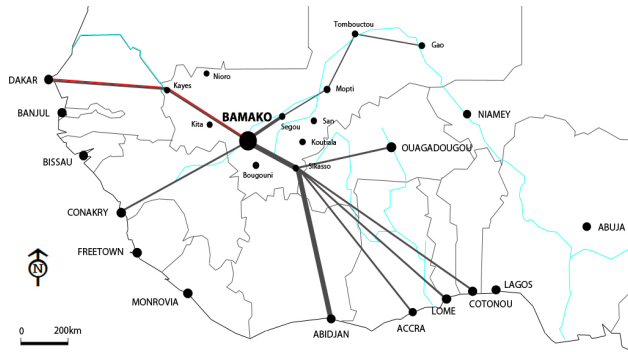 Tombouctou
Gao
Nioro
DAKAR
Kayes
Mopti
BAMAKO
BANJUL
NIAMEY
Kita
Segou
San
Koutiala
OUAGADOUGOU
BISSAU
Sikasso
Bougouni
CONAKRY
ABUJA
FREETOWN
N
LAGOS
MONROVIA
COTONOU
LOME
0 200km
ACCRA
ABIDJAN